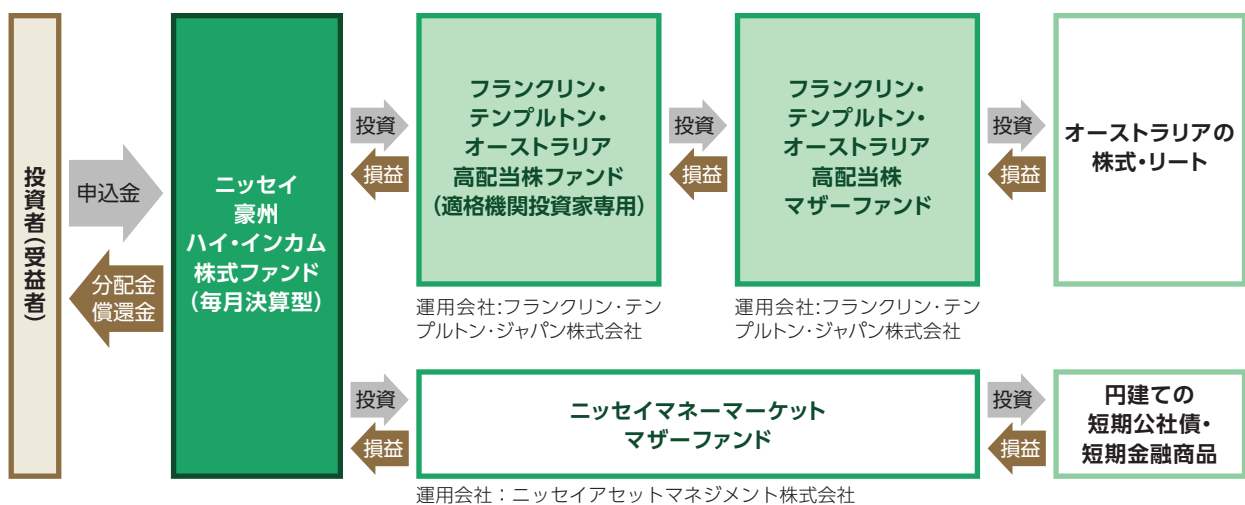 投資者(受益者)
申込金
分配金
償還金
ニッセイ
豪州
ハイ・インカム
株式ファンド
(毎月決算型)
投資
損益
フランクリン・
テンプルトン・
オーストラリア
高配当株ファンド
(適格機関投資家専用)
運用会社:フランクリン・テン
プルトン・ジャパン株式会社
投資
損益
フランクリン・
テンプルトン・
オーストラリア
高配当株
マザーファンド
運用会社:フランクリン・テン
プルトン・ジャパン株式会社
投資
損益
オーストラリアの
株式・リート
投資
損益
ニッセイマネーマーケット
マザーファンド
運用会社：ニッセイアセットマネジメント株式会社
投資
損益
円建ての
短期公社債・
短期金融商品